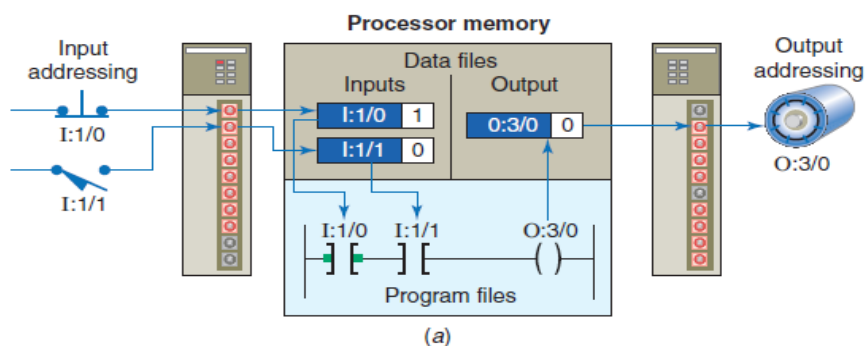 Processor memory
Input
addressing
I:1/0
I:1/1
Data files
Inputs
Output
I:1/0 1
I:1/1 0
0:3/0 0
I:1/0 I:1/1 O:3/0
Program files
Output
addressing
O:3/0
(a)